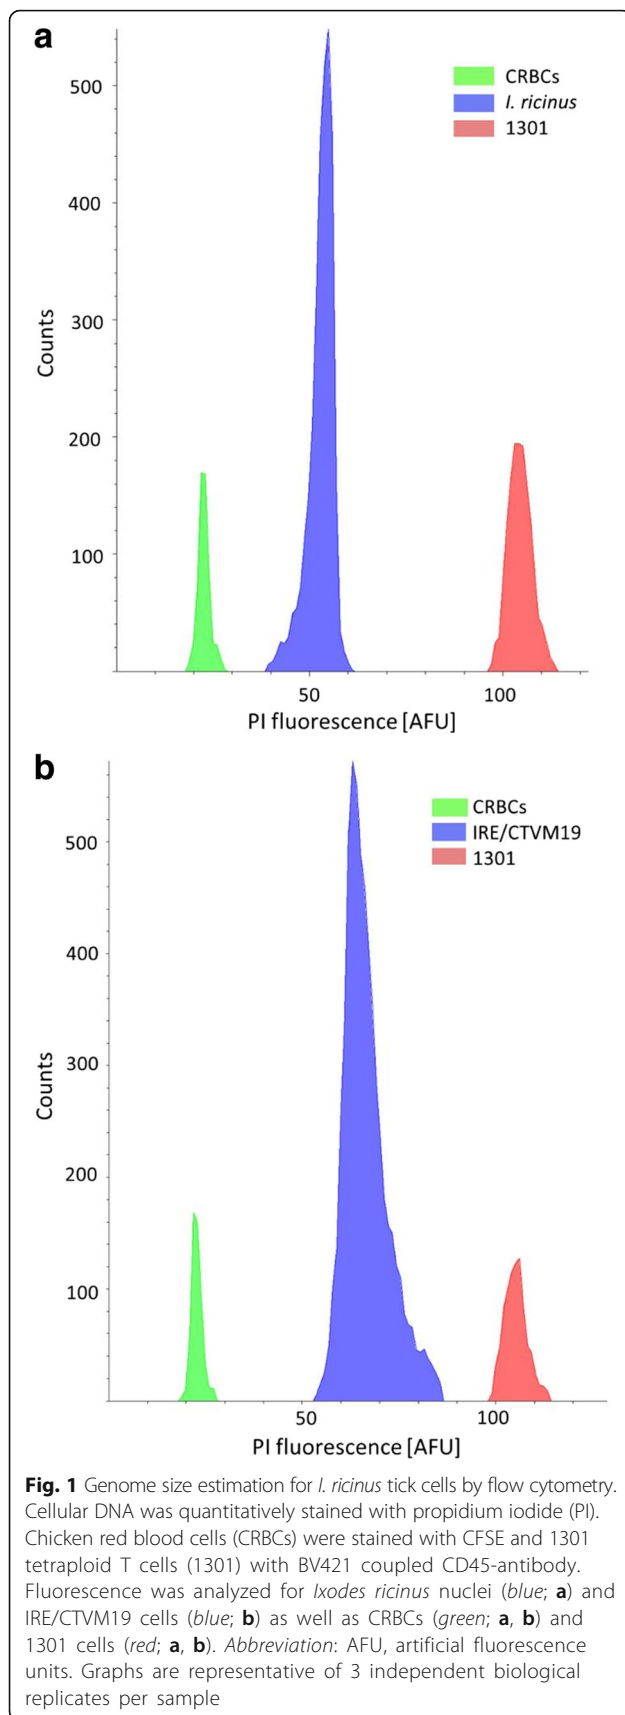 a
500
400
300
200
100
Counts
CRBCs
I. ricinus
1301
50
100
PI fluorescence [AFU]
b
500
400
300
200
100
Counts
CRBCs
IRE/CTVM19
1301
50
100
PI fluorescence [AFU]
Fig. 1 Genome size estimation for I. ricinus tick cells by flow cytometry.
Cellular DNA was quantitatively stained with propidium iodide (PI).
Chicken red blood cells (CRBCs) were stained with CFSE and 1301
tetraploid T cells (1301) with BV421 coupled CD45-antibody.
Fluorescence was analyzed for Ixodes ricinus nuclei (blue; a) and
IRE/CTVM19 cells (blue; b) as well as CRBCs (green; a, b) and
1301 cells (red; a, b). Abbreviation: AFU, artificial fluorescence
units. Graphs are representative of 3 independent biological
replicates per sample